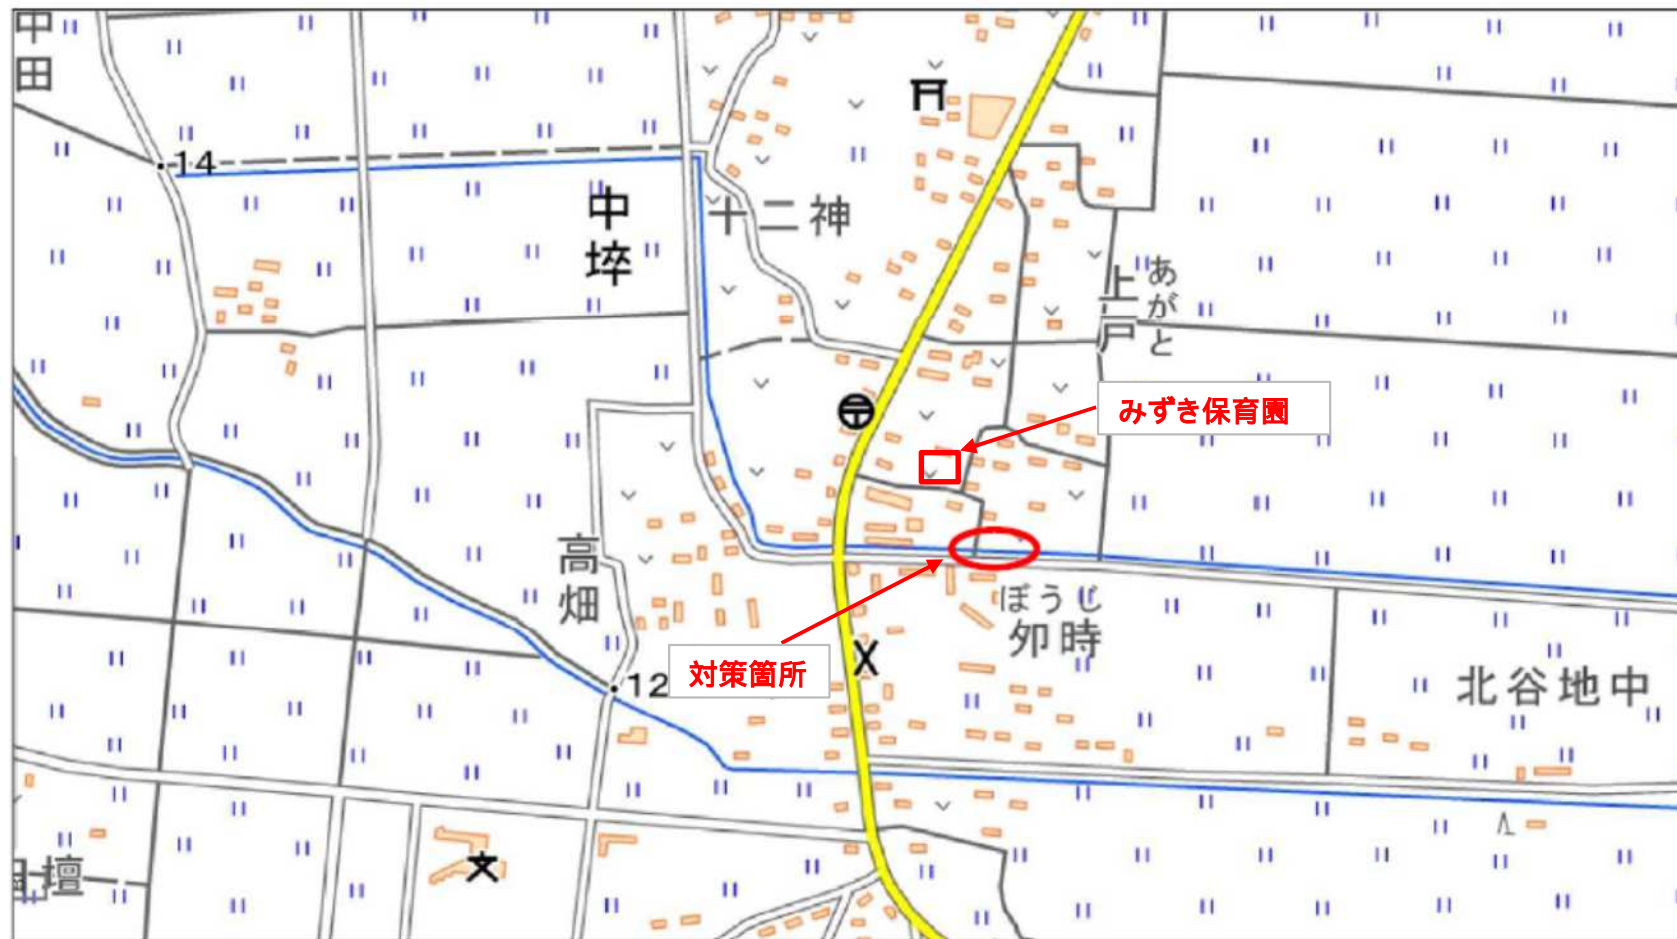 中田
14
中埣
十二神
あがと
上戸
みずき保育園
高畑
ぼうじ
夘時
対策箇所
12
北谷地中
壇